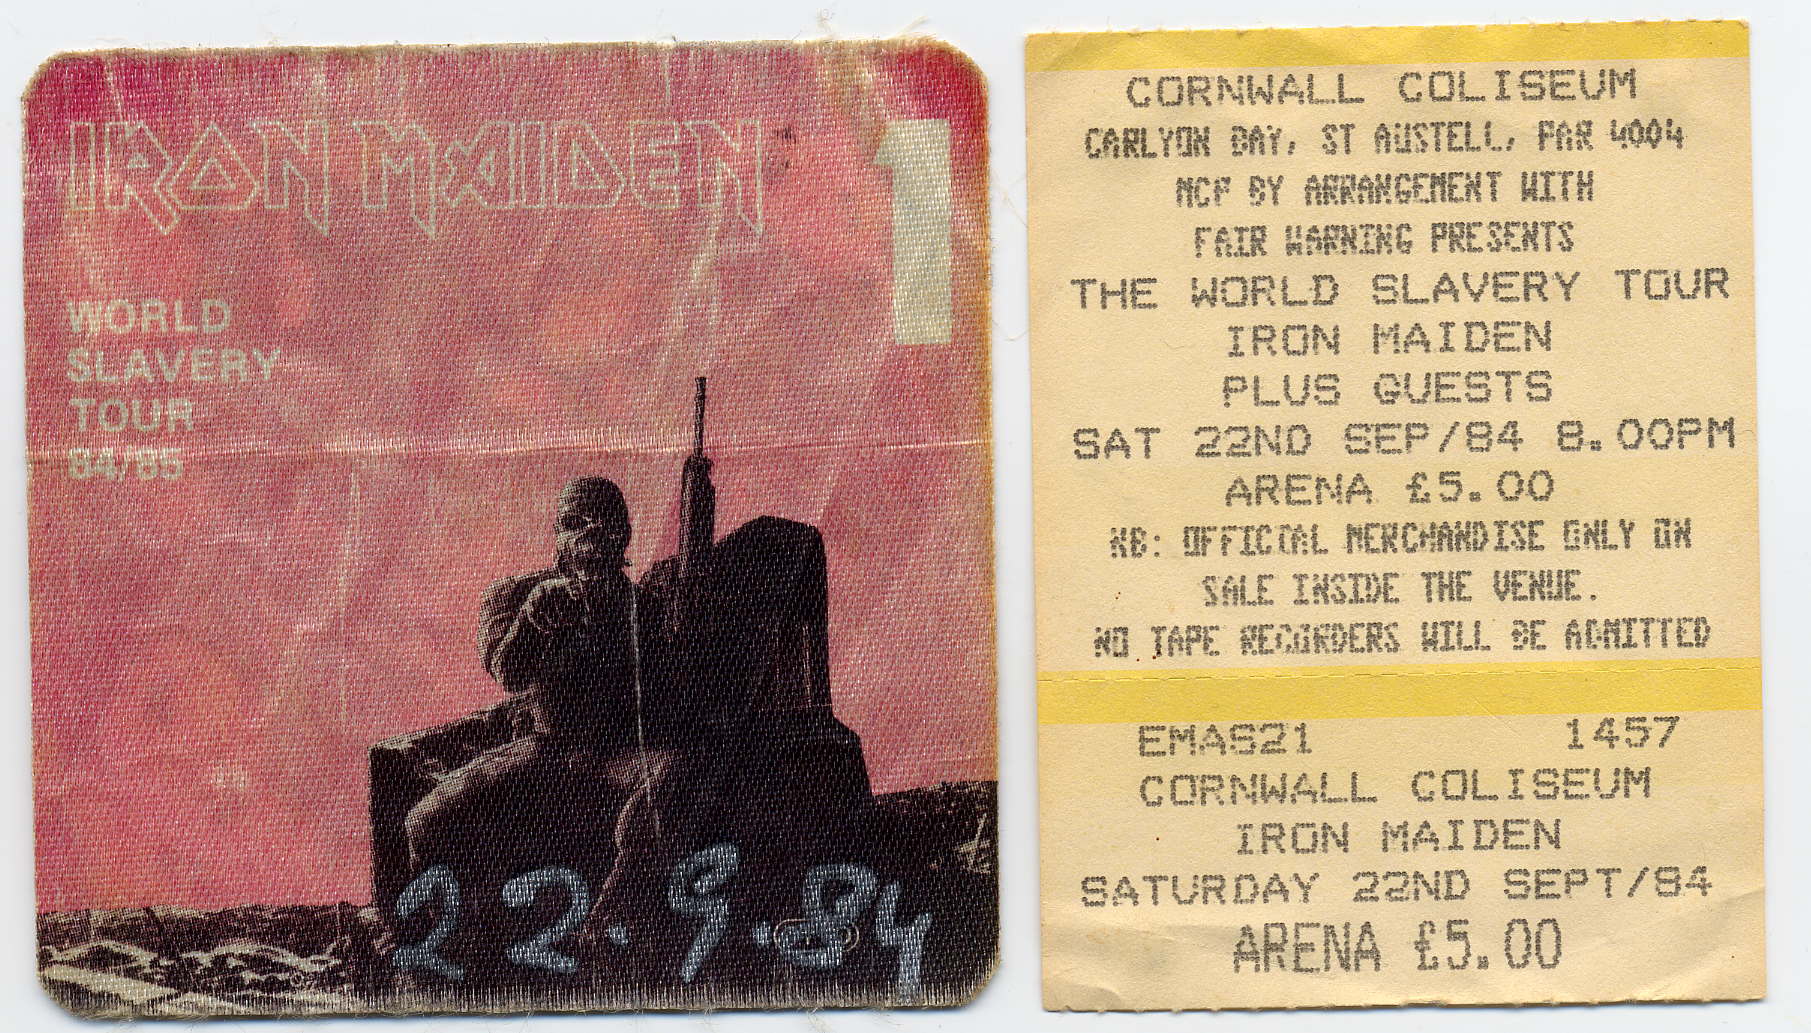 IRON MAIDEN
1
WORLD
SLAVERY
TOUR
84/85
22.9.84
CORNWALL COLISEUM
CARLYON BAY, ST AUSTELL, PAR 4004
MCP BY ARRANGEMENT WITH
FAIR WARNING PRESENTS
THE WORLD SLAVERY TOUR
IRON MAIDEN
PLUS GUESTS
SAT 22ND SEP/84 8.00PM
ARENA £5.00
NB: OFFICIAL MERCHANDISE ONLY ON
SALE INSIDE THE VENUE.
NO TAPE RECORDERS WILL BE ADMITTED
EMAS21 1457
CORNWALL COLISEUM
IRON MAIDEN
SATURDAY 22ND SEPT/84
ARENA £5.00